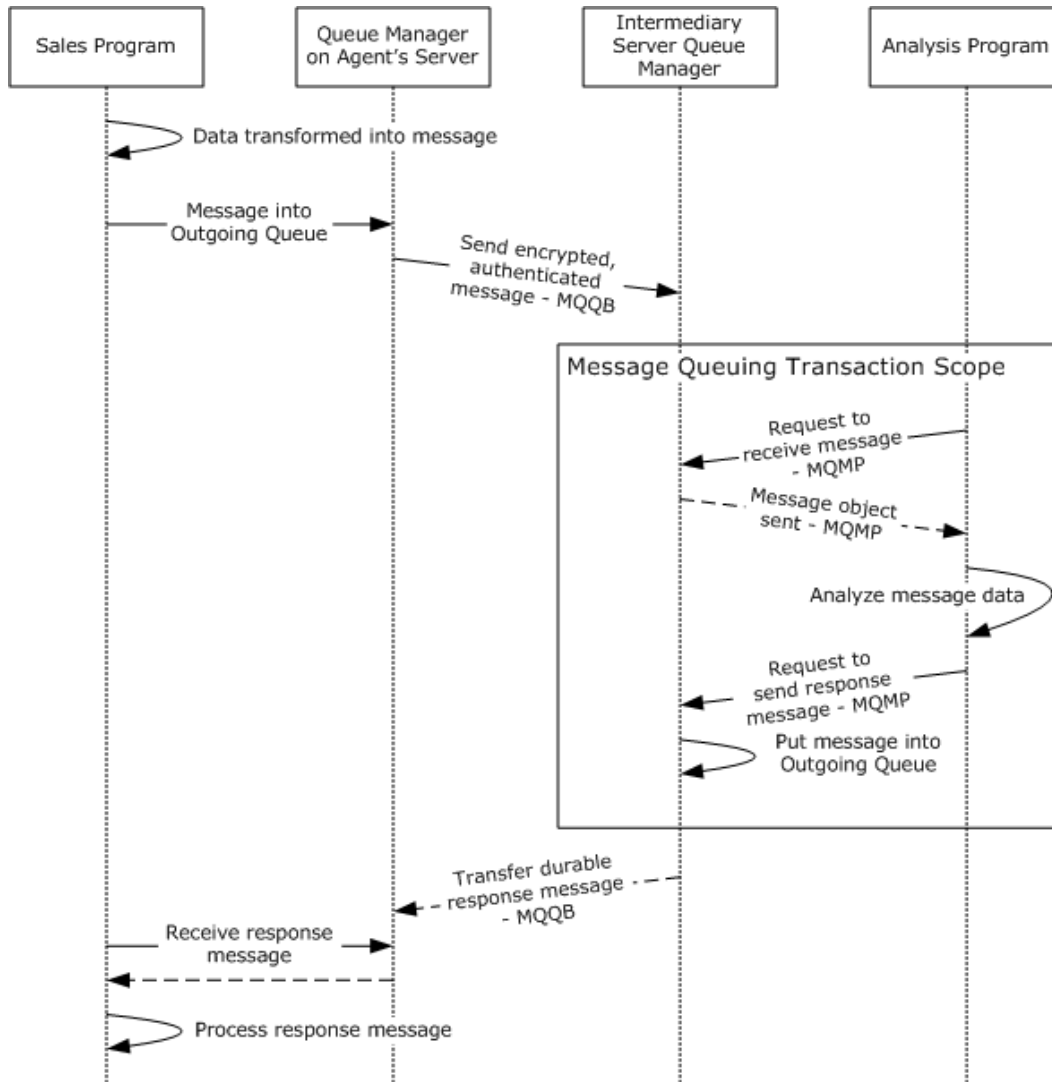 Sales Program
Queue Manager
on Agent's Server
Intermediary
Server Queue
Manager
Analysis Program
Data transformed into message
Message into
Outgoing Queue
Send encrypted,
authenticated
message - MQQB
Message Queuing Transaction Scope
Request to
receive message
- MQMP
Message object
sent - MQMP
Analyze message data
Request to
send response
message - MQMP
Put message into
Outgoing Queue
Transfer durable
response message
- MQQB
Receive response
message
Process response message